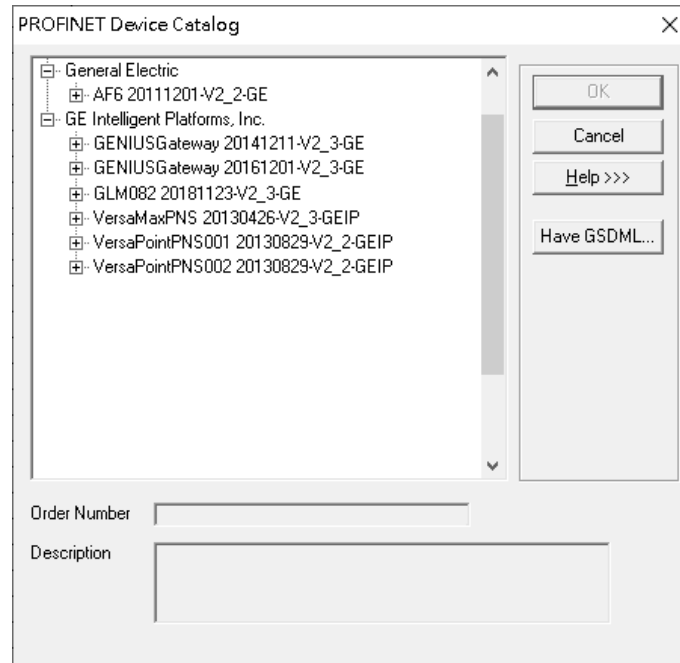 PROFINET Device Catalog
General Electric
AF6 20111201-V2_2-GE
GE Intelligent Platforms, Inc.
GENIUSGateway 20141211-V2_3-GE
GENIUSGateway 20161201-V2_3-GE
GLM082 20181123-V2_3-GE
VersaMaxPNS 20130426-V2_3-GEIP
VersaPointPNS001 20130829-V2_2-GEIP
VersaPointPNS002 20130829-V2_2-GEIP
OK
Cancel
Help >>>
Have GSDML...
Order Number
Description